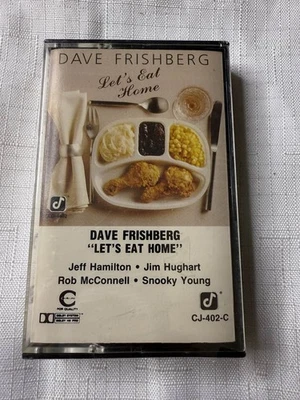 DAVE FRISHBERG
Let's Eat
Home
DAVE FRISHBERG
"LET'S EAT HOME"
Jeff Hamilton • Jim Hughart
Rob McConnell • Snooky Young
CJ-402-C